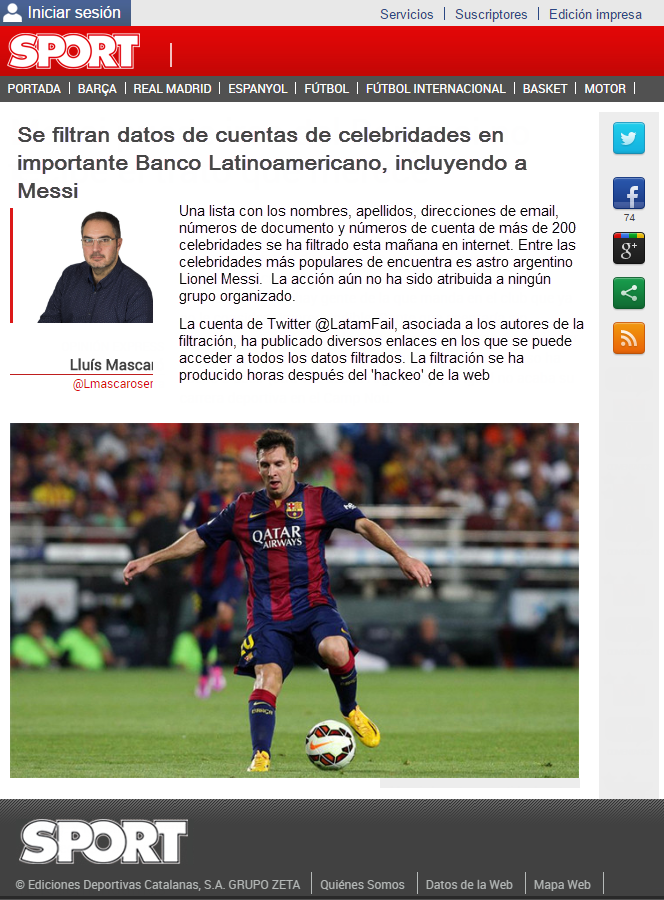 Iniciar sesión
Servicios | Suscriptores | Edición impresa
SPORT |
PORTADA | BARÇA | REAL MADRID | ESPANYOL | FÚTBOL | FÚTBOL INTERNACIONAL | BASKET | MOTOR |
Se filtran datos de cuentas de celebridades en
importante Banco Latinoamericano, incluyendo a
Messi
Una lista con los nombres, apellidos, direcciones de email,
números de documento y números de cuenta de más de 200
celebridades se ha filtrado esta mañana en internet. Entre las
celebridades más populares de encuentra es astro argentino
Lionel Messi. La acción aún no ha sido atribuida a ningún
grupo organizado.
La cuenta de Twitter @LatamFail, asociada a los autores de la
filtración, ha publicado diversos enlaces en los que se puede
acceder a todos los datos filtrados. La filtración se ha
producido horas después del 'hackeo' de la web
Lluís Mascar
@Lmascaroser
74
g+
QATAR
AIRWAYS
SPORT
© Ediciones Deportivas Catalanas, S.A. GRUPO ZETA | Quiénes Somos | Datos de la Web | Mapa Web |